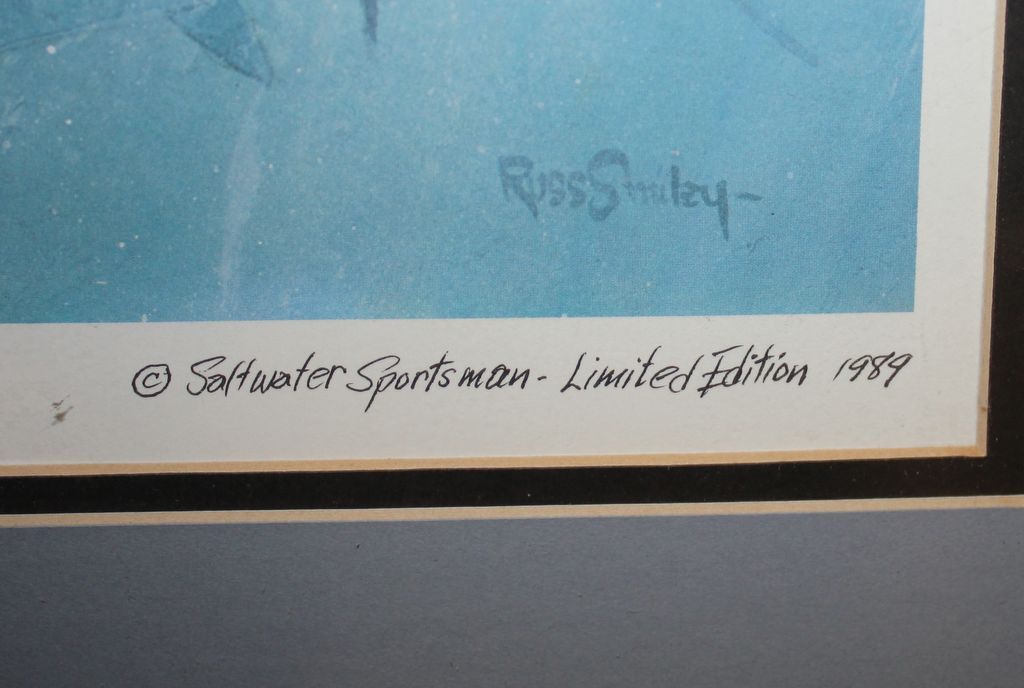 Russ Smiley-
© Saltwater Sportsman - Limited Edition 1989